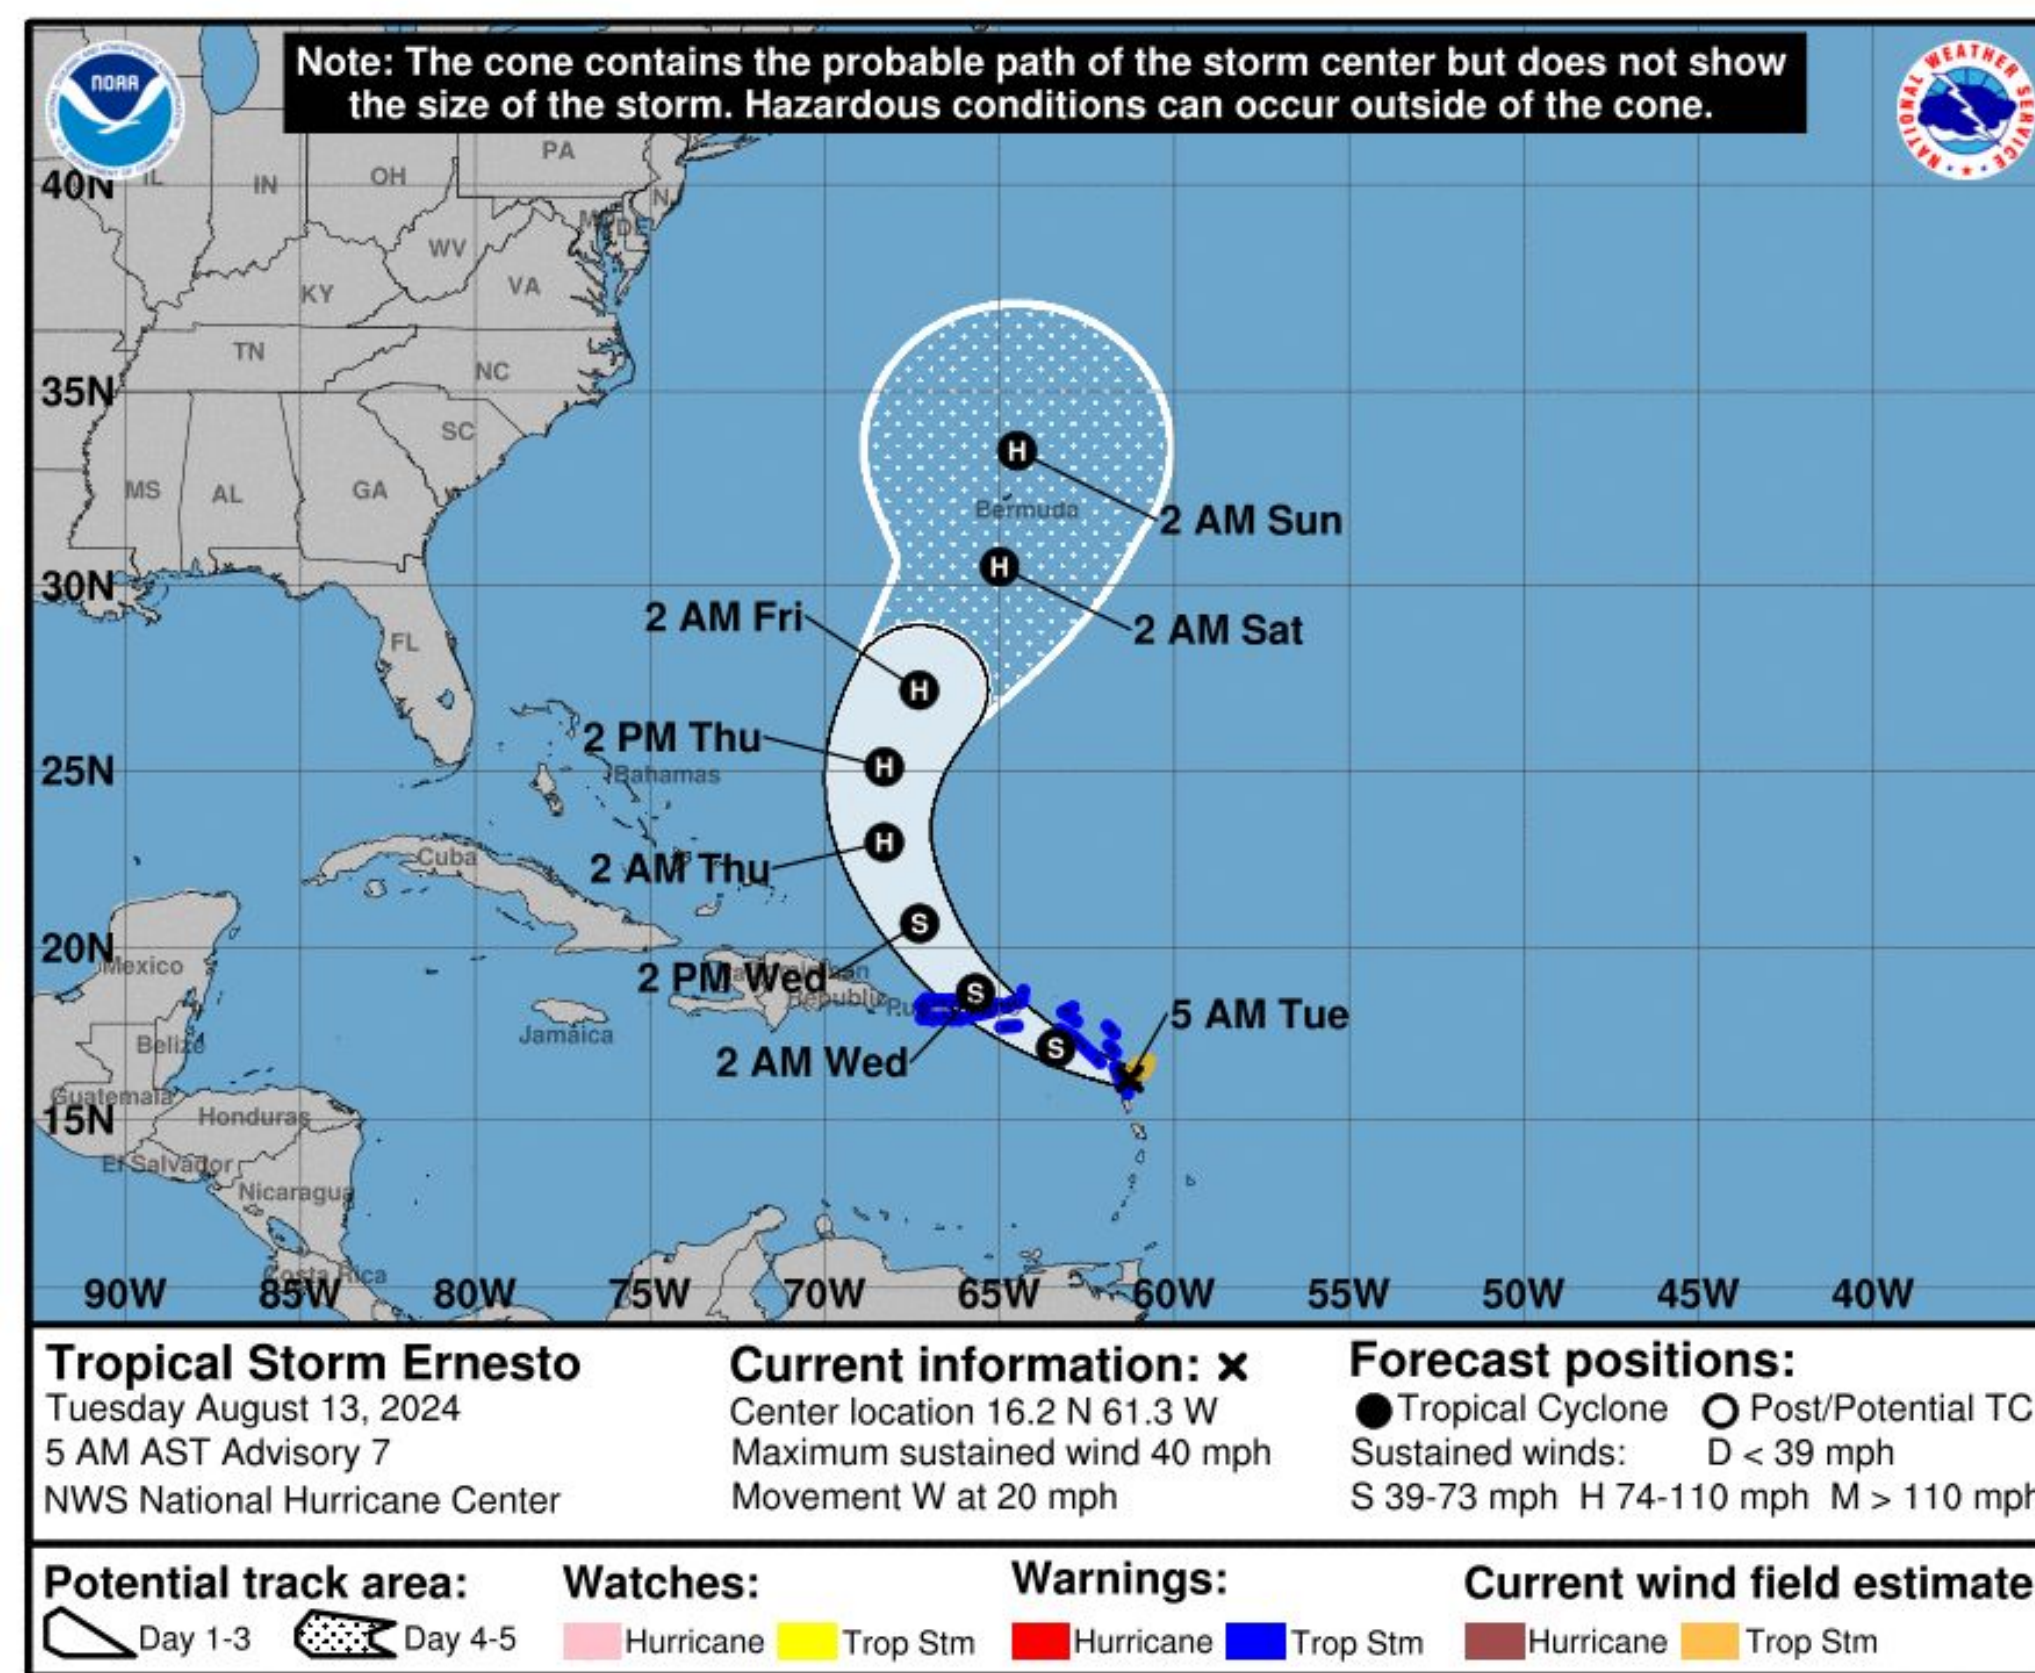 Note: The cone contains the probable path of the storm center but does not show
the size of the storm. Hazardous conditions can occur outside of the cone.
NOAA
NATIONAL WEATHER SERVICE
PA
40N
IL
IN
OH
N
WV
DE
KY
VA
TN
NC
35N
SC
MS
AL
GA
Bermuda
H
2 AM Sun
H
30N
2 AM Fri
2 AM Sat
FL
H
2 PM Thu
H
25N
Bahamas
H
Cuba
2 AM Thu
S
20N
Mexico
2 PM Wed
Republic
S
5 AM Tue
Jamaica
Belize
S
2 AM Wed
Guatemala
15N
Honduras
El Salvador
Nicaragua
Costa Rica
90W 85W 80W 75W 70W 65W 60W 55W 50W 45W 40W
Tropical Storm Ernesto
Tuesday August 13, 2024
5 AM AST Advisory 7
NWS National Hurricane Center
Current information: x
Center location 16.2 N 61.3 W
Maximum sustained wind 40 mph
Movement W at 20 mph
Forecast positions:
Tropical Cyclone Post/Potential TC
Sustained winds: D < 39 mph
S 39-73 mph H 74-110 mph M > 110 mph
Potential track area:
Day 1-3 Day 4-5
Watches:
Hurricane Trop Stm
Warnings:
Hurricane Trop Stm
Current wind field estimate
Hurricane Trop Stm